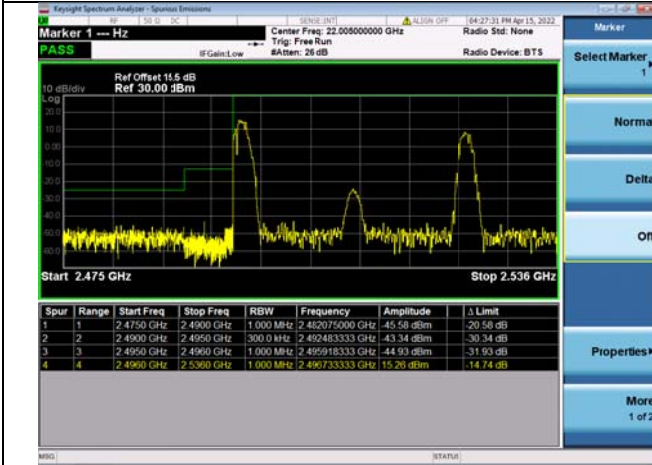 Keysight Spectrum Analyzer - Spurious Emissions
RF 50 Ω DC SENSE:INT ALIGN OFF 04:27:31 PM Apr 15, 2022
Marker 1 --- Hz
Center Freq: 22.005000000 GHz
Radio Std: None
Trig: Free Run
PASS
IFGain:Low
#Atten: 26 dB
Radio Device: BTS
Ref Offset 15.5 dB
10 dB/div Ref 30.00 dBm
Log
20.0
10.0
0.00
-10.0
-20.0
-30.0
-40.0
-50.0
-60.0
Start 2.475 GHz Stop 2.536 GHz
Spur Range Start Freq Stop Freq RBW Frequency Amplitude Δ Limit
1 1 2.4750 GHz 2.4900 GHz 1.000 MHz 2.482075000 GHz -45.58 dBm -20.58 dB
2 2 2.4900 GHz 2.4950 GHz 300.0 kHz 2.492483333 GHz -43.34 dBm -30.34 dB
3 3 2.4950 GHz 2.4960 GHz 1.000 MHz 2.495918333 GHz -44.93 dBm -31.93 dB
4 4 2.4960 GHz 2.5360 GHz 1.000 MHz 2.496733333 GHz 15.26 dBm -14.74 dB
MSG STATUS
Marker
Select Marker
1
Norma
Delta
Of
Properties
More
1 of 2